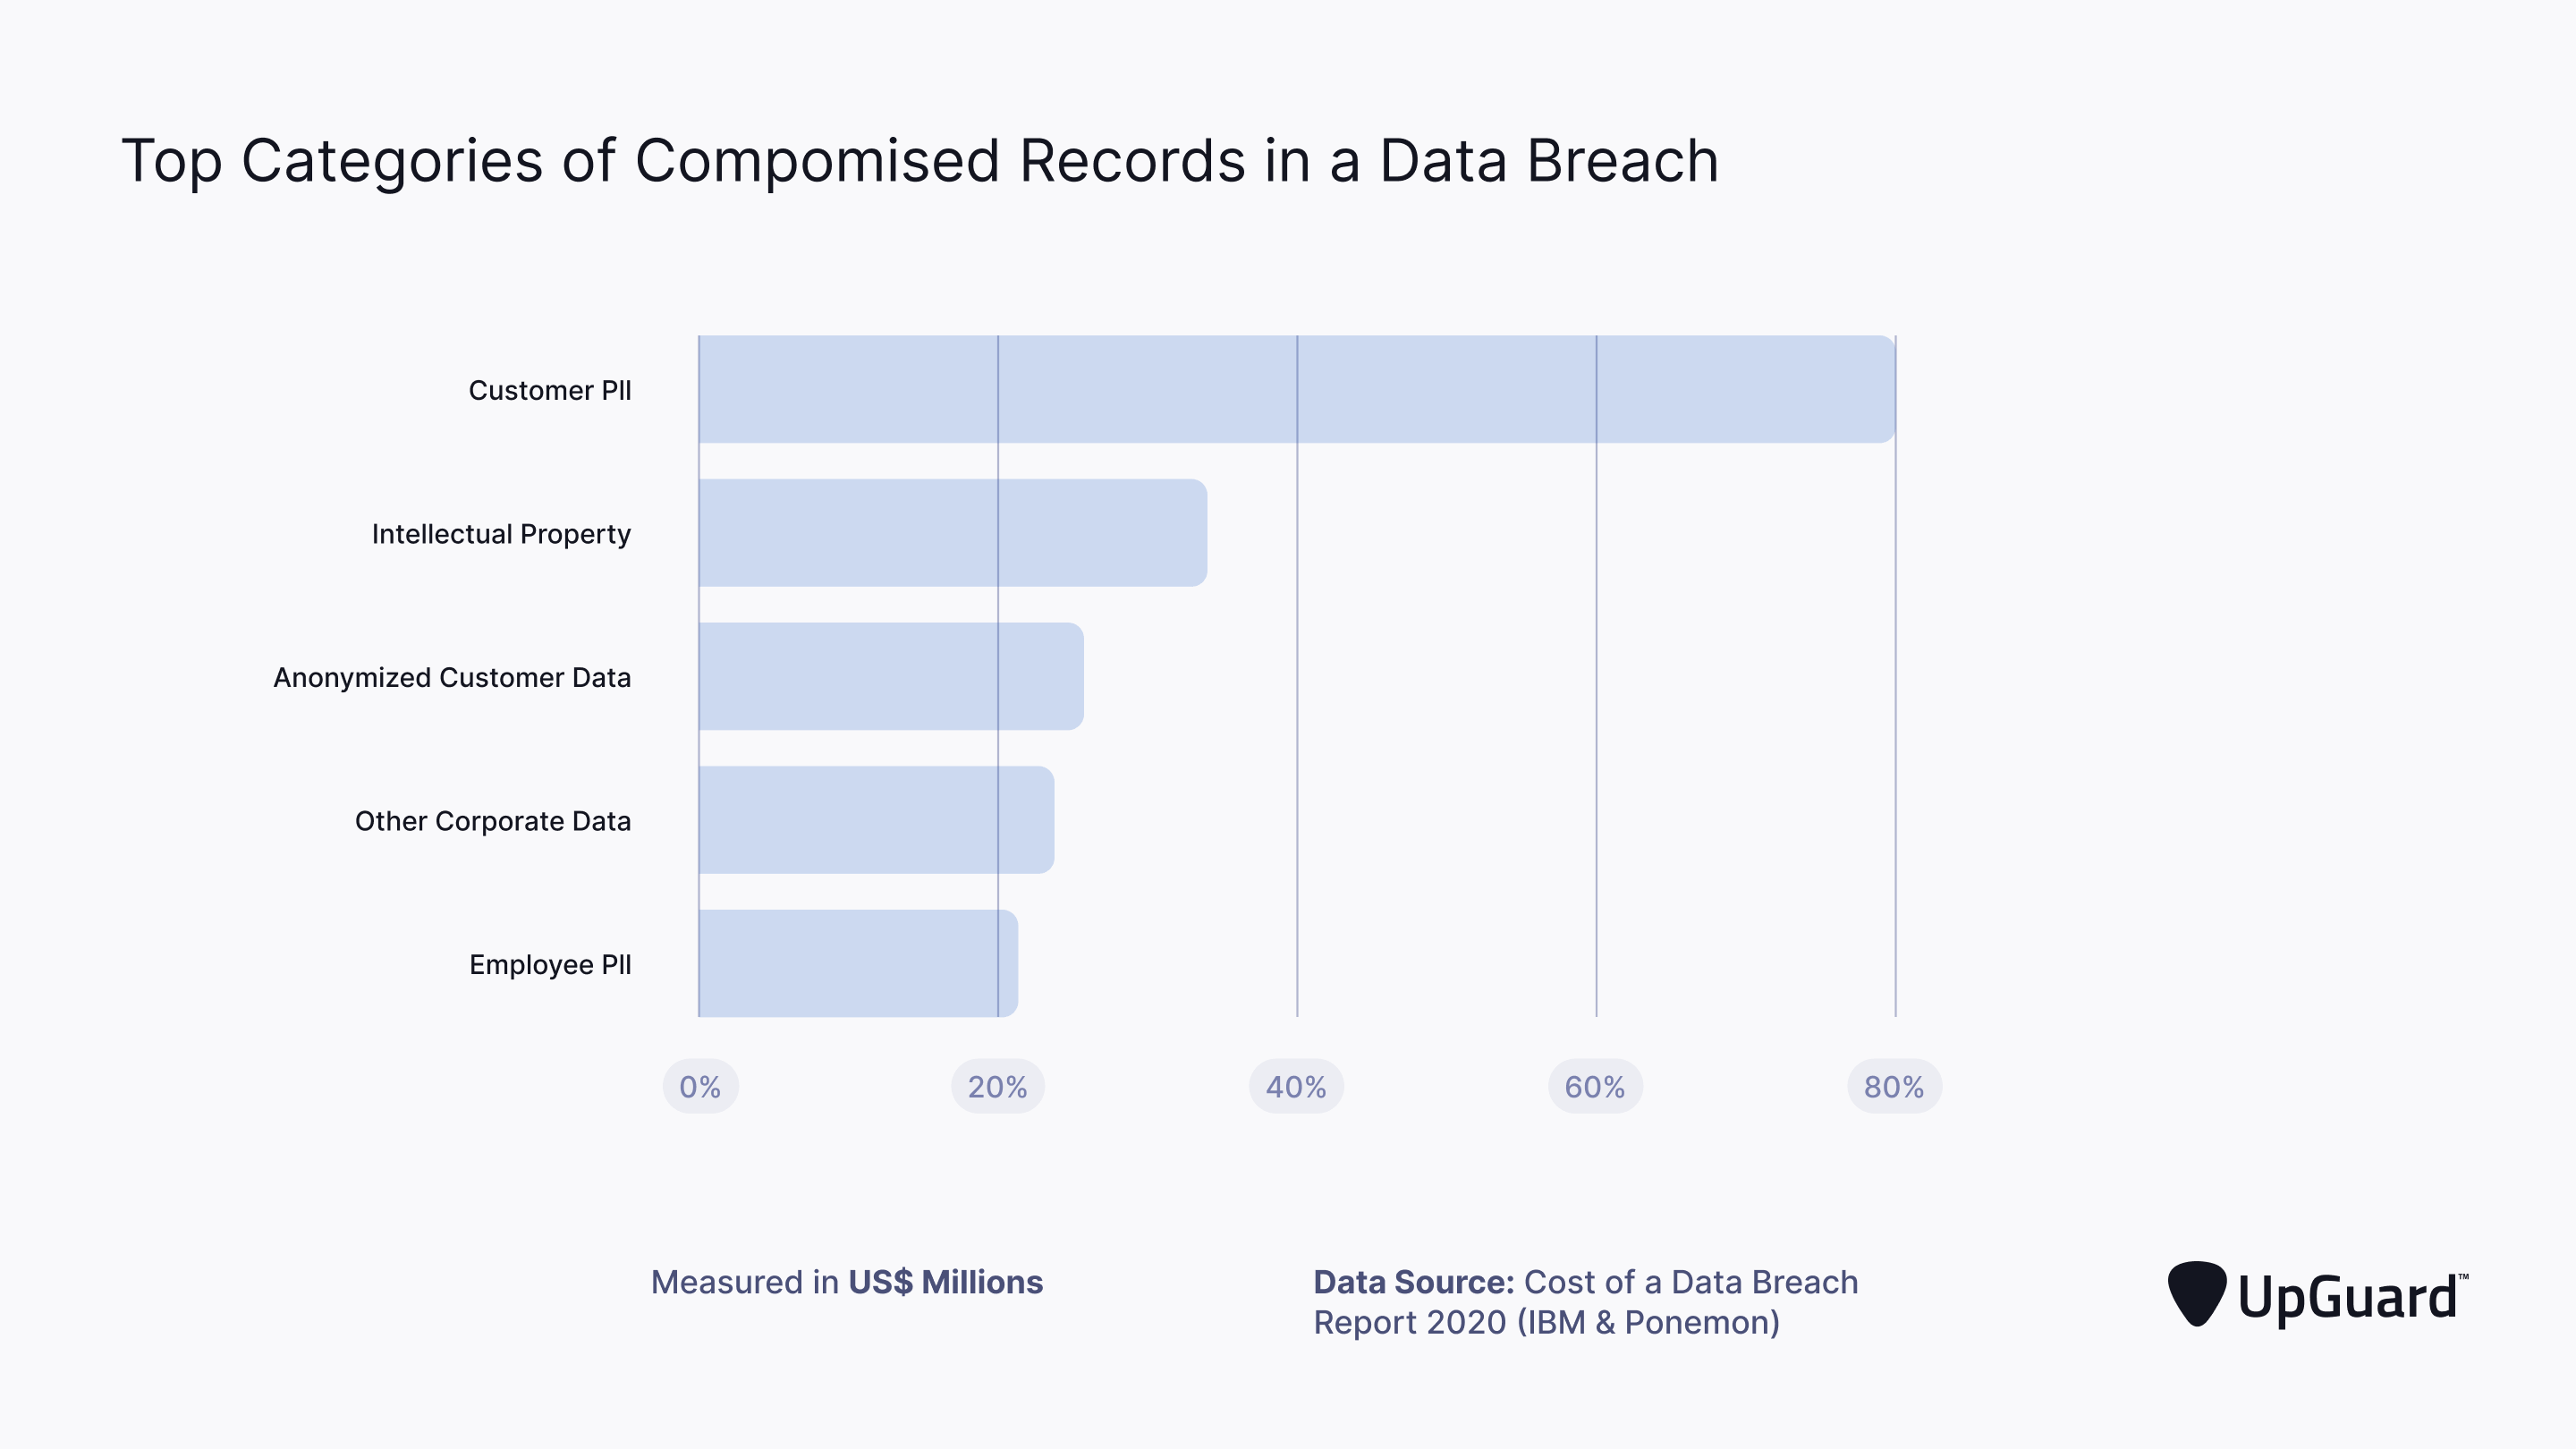 Top Categories of Compomised Records in a Data Breach
Customer PII
Intellectual Property
Anonymized Customer Data
Other Corporate Data
Employee PII
0% 20% 40% 60% 80%
Measured in US$ Millions
Data Source: Cost of a Data Breach
Report 2020 (IBM & Ponemon)
UpGuard™